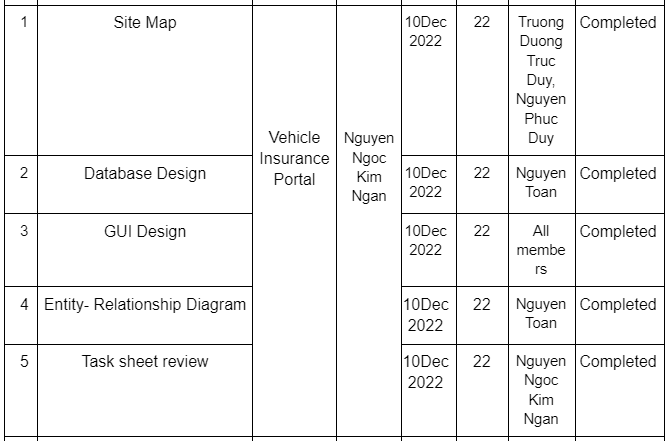 1
Site Map
Vehicle
Insurance
Portal
Nguyen
Ngoc
Kim
Ngan
10Dec
2022
22
Truong
Duong
Truc
Duy,
Nguyen
Phuc
Duy
Completed
2
Database Design
10Dec
2022
22
Nguyen
Toan
Completed
3
GUI Design
10Dec
2022
22
All
membe
rs
Completed
4
Entity- Relationship Diagram
10Dec
2022
22
Nguyen
Toan
Completed
5
Task sheet review
10Dec
2022
22
Nguyen
Ngoc
Kim
Ngan
Completed